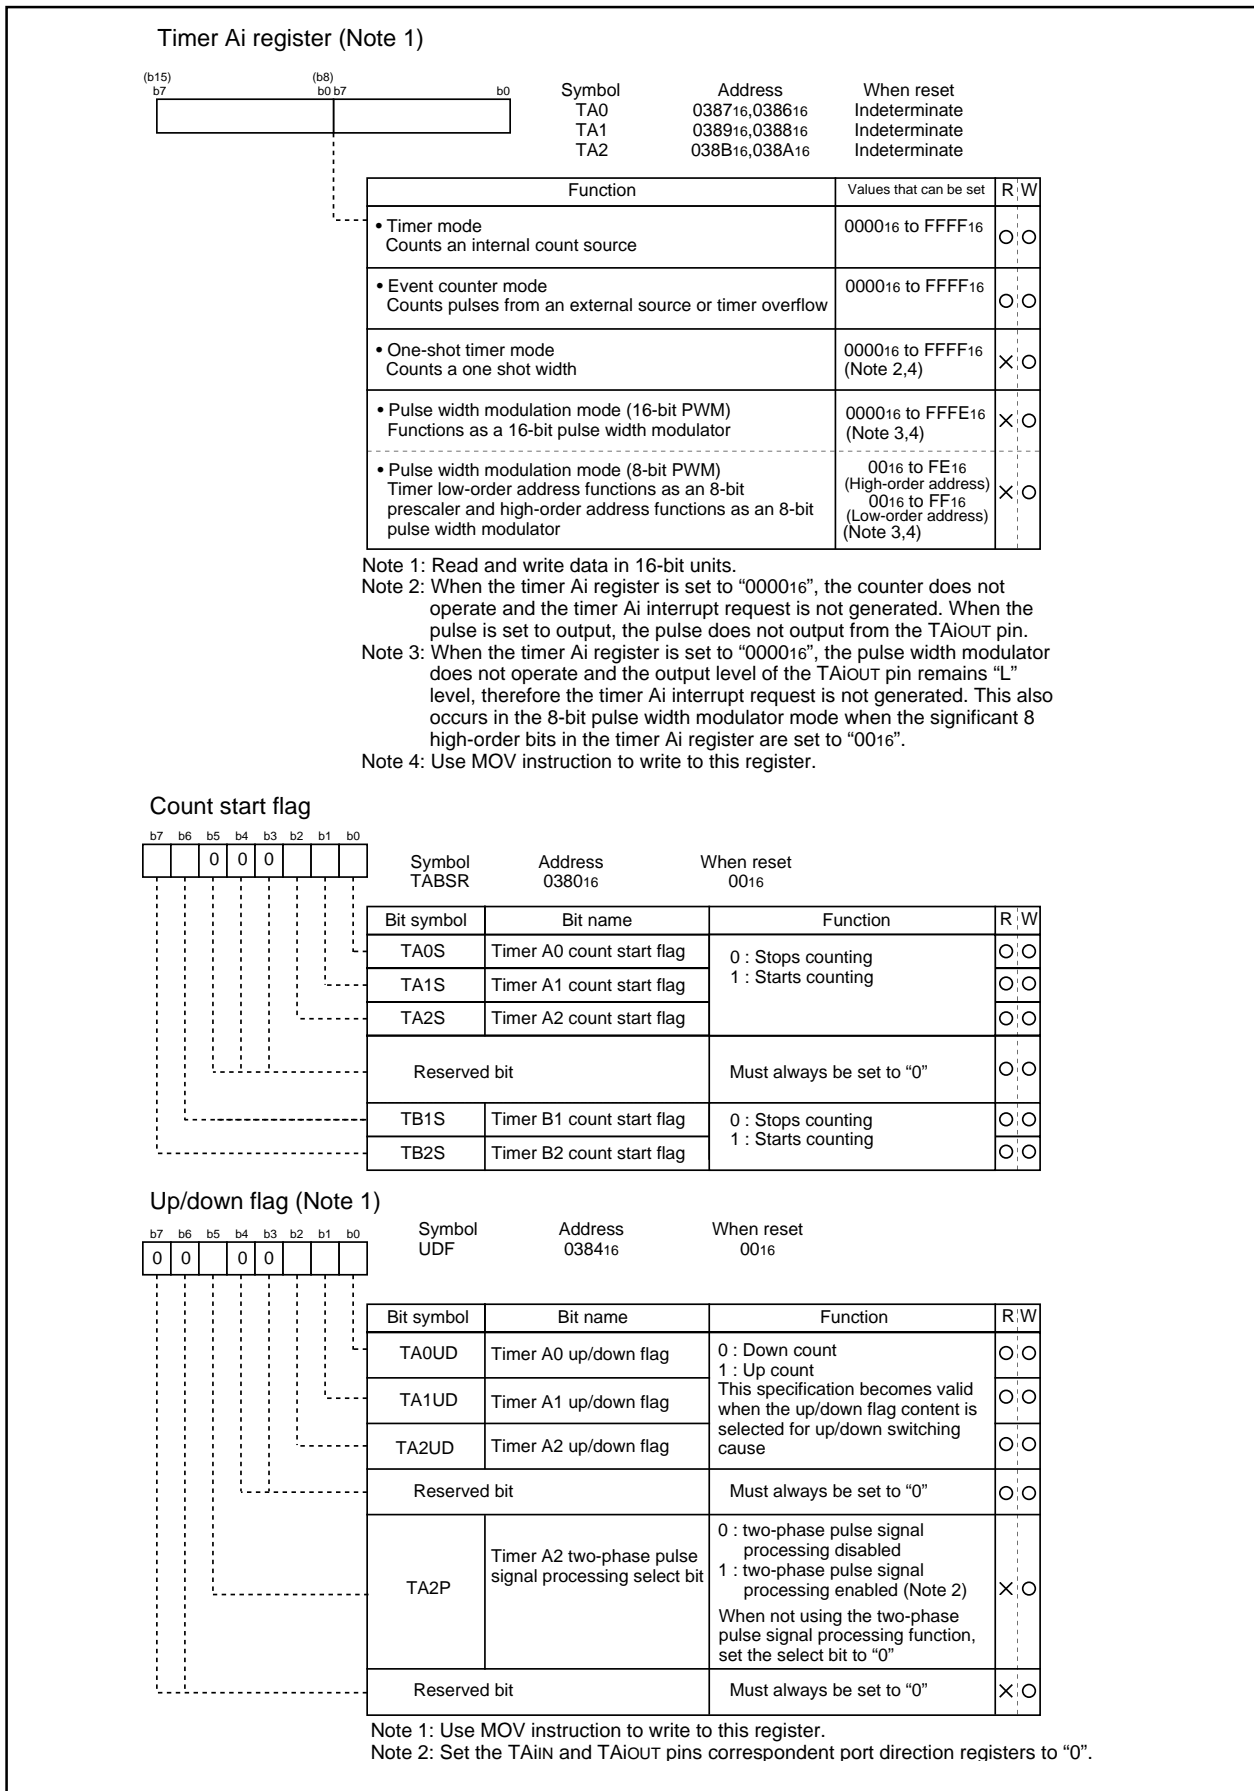 Timer Ai register (Note 1)
(b15) (b8)
b7 b0 b7 b0
Symbol Address When reset
TA0 038716,038616 Indeterminate
TA1 038916,038816 Indeterminate
TA2 038B16,038A16 Indeterminate
Function Values that can be set R W
• Timer mode 000016 to FFFF16
Counts an internal count source
• Event counter mode 000016 to FFFF16
Counts pulses from an external source or timer overflow
• One-shot timer mode 000016 to FFFF16
Counts a one shot width (Note 2,4)
• Pulse width modulation mode (16-bit PWM) 000016 to FFFE16
Functions as a 16-bit pulse width modulator (Note 3,4)
• Pulse width modulation mode (8-bit PWM) 0016 to FE16
Timer low-order address functions as an 8-bit (High-order address)
prescaler and high-order address functions as an 8-bit 0016 to FF16
pulse width modulator (Low-order address)
(Note 3,4)
Note 1: Read and write data in 16-bit units.
Note 2: When the timer Ai register is set to “000016”, the counter does not
operate and the timer Ai interrupt request is not generated. When the
pulse is set to output, the pulse does not output from the TAiOUT pin.
Note 3: When the timer Ai register is set to “000016”, the pulse width modulator
does not operate and the output level of the TAiOUT pin remains “L”
level, therefore the timer Ai interrupt request is not generated. This also
occurs in the 8-bit pulse width modulator mode when the significant 8
high-order bits in the timer Ai register are set to “0016”.
Note 4: Use MOV instruction to write to this register.
Count start flag
b7 b6 b5 b4 b3 b2 b1 b0
0 0 0
Symbol Address When reset
TABSR 038016 0016
Bit symbol Bit name Function R W
TA0S Timer A0 count start flag 0 : Stops counting
TA1S Timer A1 count start flag 1 : Starts counting
TA2S Timer A2 count start flag
Reserved bit Must always be set to “0”
TB1S Timer B1 count start flag 0 : Stops counting
TB2S Timer B2 count start flag 1 : Starts counting
Up/down flag (Note 1)
b7 b6 b5 b4 b3 b2 b1 b0
0 0 0 0
Symbol Address When reset
UDF 038416 0016
Bit symbol Bit name Function R W
TA0UD Timer A0 up/down flag 0 : Down count
1 : Up count
TA1UD Timer A1 up/down flag This specification becomes valid
when the up/down flag content is
TA2UD Timer A2 up/down flag selected for up/down switching
cause
Reserved bit Must always be set to “0”
TA2P Timer A2 two-phase pulse 0 : two-phase pulse signal
signal processing select bit processing disabled
1 : two-phase pulse signal
processing enabled (Note 2)
When not using the two-phase
pulse signal processing function,
set the select bit to “0”
Reserved bit Must always be set to “0”
Note 1: Use MOV instruction to write to this register.
Note 2: Set the TAiIN and TAiOUT pins correspondent port direction registers to “0”.